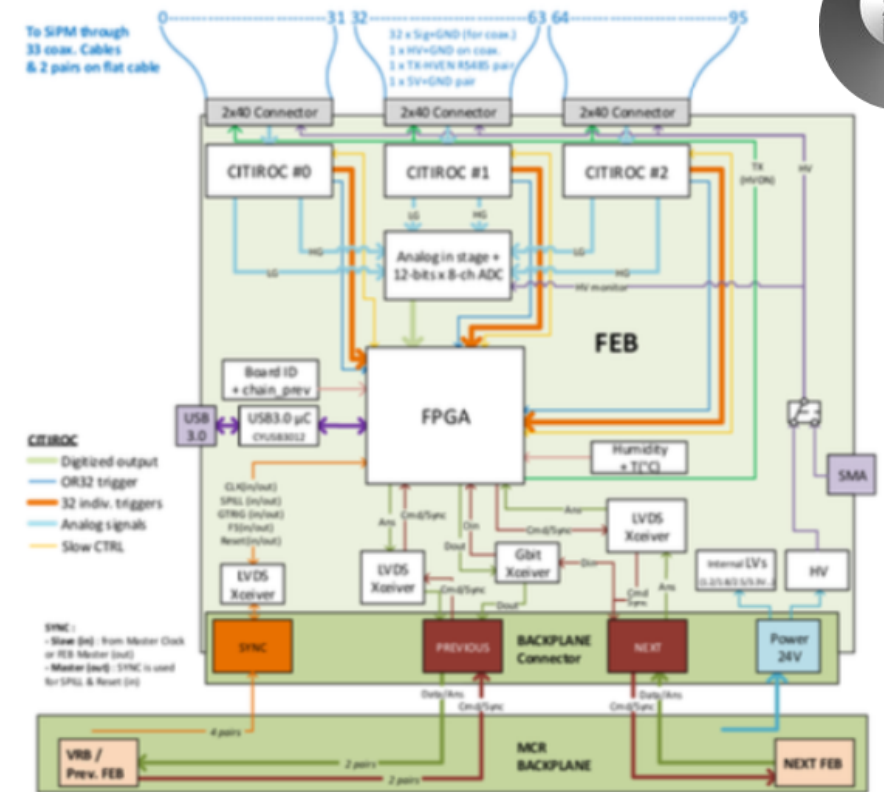 0 31 32 63 64 95
To SiPM through
33 coax. Cables
& 2 pairs on flat cable
32 x Sig+GND (for coax.)
1 x HV+GND on coax.
1 x TX-HVEN RS485 pair
1 x 5V+GND pair
2x40 Connector
2x40 Connector
2x40 Connector
CITIROC #0
CITIROC #1
CITIROC #2
TX
(HVON)
HV
LG
HG
HG
LG
Analog in stage +
12-bits x 8-ch ADC
LG
HG
HV monitor
FEB
Board ID
+ chain_prev
FPGA
USB
3.0
USB3.0 µC
CYUSB3012
Humidity
+ T(°C)
SMA
CITIROC
Digitized output
OR32 trigger
32 indiv. triggers
Analog signals
Slow CTRL
CLK(in/out)
SPILL (in/out)
GTRIG (in/out)
FS(in/out)
Reset(in/out)
Ans
Cmd/Sync
Din
Dout
Ans
Cmd/Sync
LVDS
Xceiver
LVDS
Xceiver
LVDS
Xceiver
Gbit
Xceiver
Cmd/Sync
Dout
Din
Cmd
Sync
Ans
Internal LVs
HV
SYNC :
- Slave (in) : from Master Clock
or FEB Master (out)
- Master (out) : SYNC is used
for SPILL & Reset (in)
SYNC
PREVIOUS
BACKPLANE
Connector
NEXT
Power
24V
Data/Ans
Cmd/Sync
Data/Ans
Cmd/Sync
4 pairs
VRB /
Prev. FEB
2 pairs
2 pairs
MCR
BACKPLANE
NEXT FEB